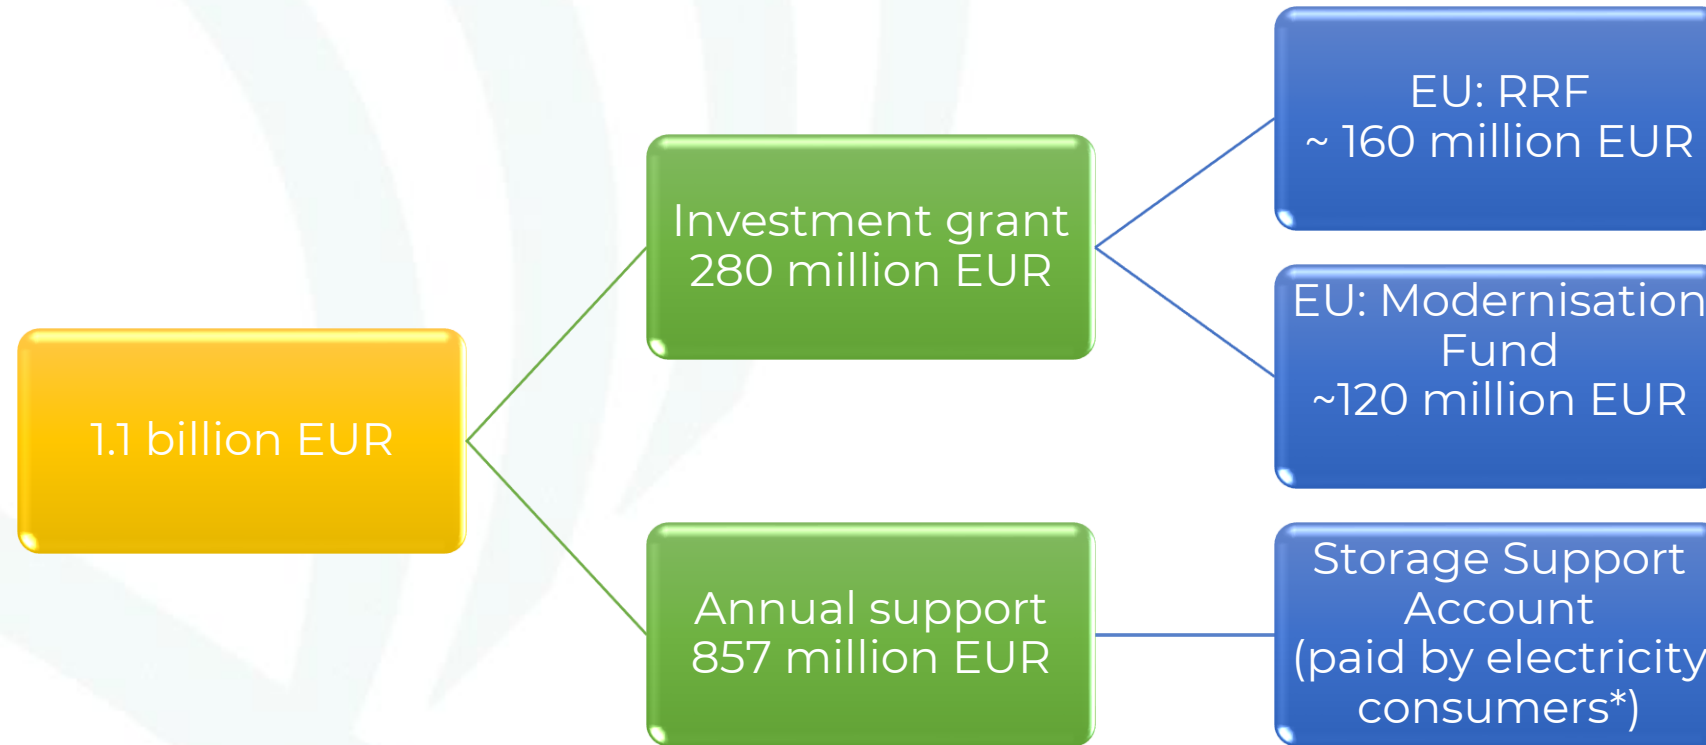 1.1 billion EUR
Investment grant
280 million EUR
Annual support
857 million EUR
EU: RRF
~ 160 million EUR
EU: Modernisation
Fund
~120 million EUR
Storage Support
Account
(paid by electricity
consumers*)